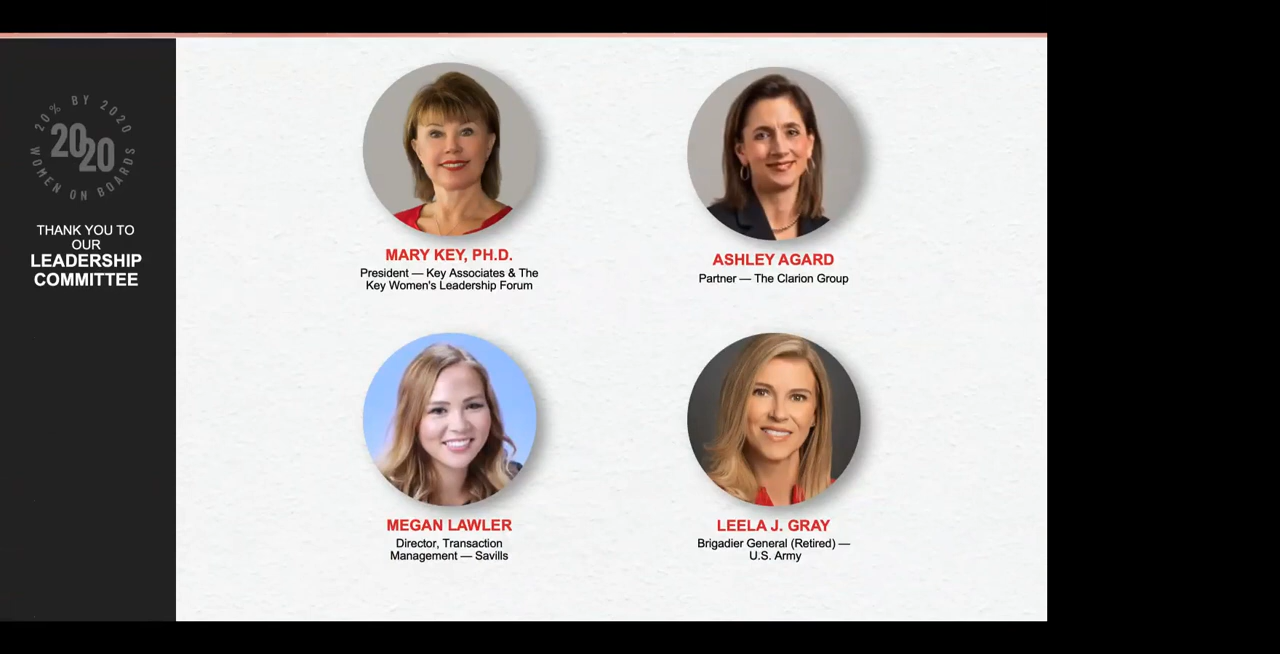 20% BY 2020
2020
WOMEN ON BOARDS
THANK YOU TO
OUR
LEADERSHIP
COMMITTEE
MARY KEY, PH.D.
President — Key Associates & The
Key Women's Leadership Forum
ASHLEY AGARD
Partner — The Clarion Group
MEGAN LAWLER
Director, Transaction
Management — Savills
LEELA J. GRAY
Brigadier General (Retired) —
U.S. Army